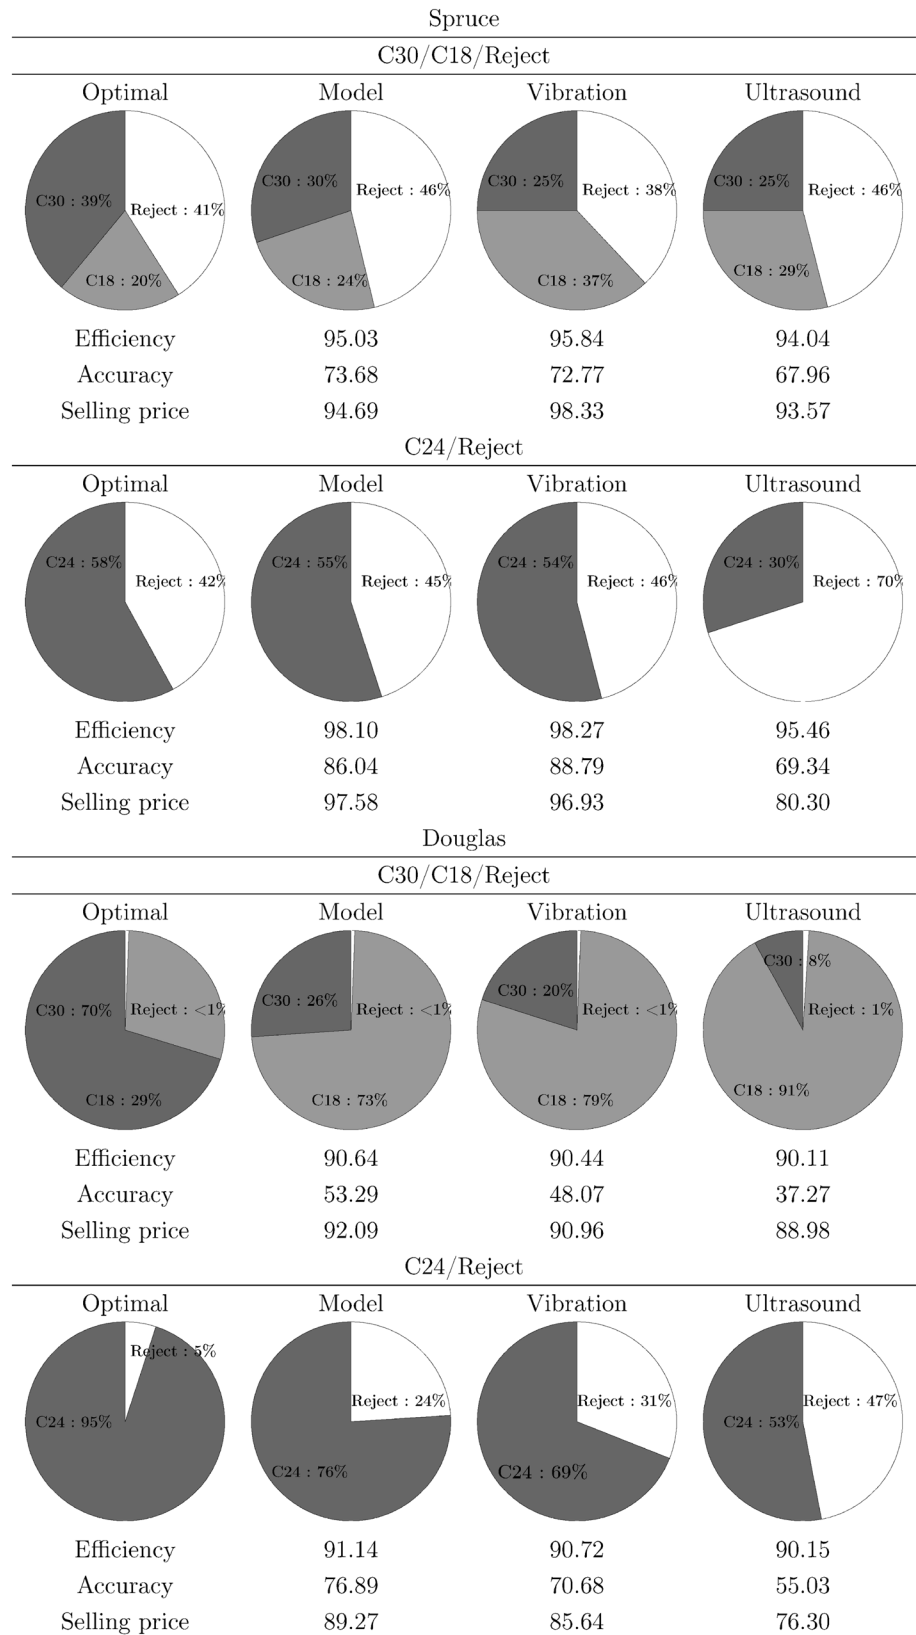 Spruce
C30/C18/Reject
Optimal Model Vibration Ultrasound
C30 : 39% Reject : 41% C18 : 20%
C30 : 30% Reject : 46% C18 : 24%
C30 : 25% Reject : 38% C18 : 37%
C30 : 25% Reject : 46% C18 : 29%
Efficiency 95.03 95.84 94.04
Accuracy 73.68 72.77 67.96
Selling price 94.69 98.33 93.57
C24/Reject
Optimal Model Vibration Ultrasound
C24 : 58% Reject : 42%
C24 : 55% Reject : 45%
C24 : 54% Reject : 46%
C24 : 30% Reject : 70%
Efficiency 98.10 98.27 95.46
Accuracy 86.04 88.79 69.34
Selling price 97.58 96.93 80.30
Douglas
C30/C18/Reject
Optimal Model Vibration Ultrasound
C30 : 70% Reject : <1% C18 : 29%
C30 : 26% Reject : <1% C18 : 73%
C30 : 20% Reject : <1% C18 : 79%
C30 : 8% Reject : 1% C18 : 91%
Efficiency 90.64 90.44 90.11
Accuracy 53.29 48.07 37.27
Selling price 92.09 90.96 88.98
C24/Reject
Optimal Model Vibration Ultrasound
Reject : 5% C24 : 95%
Reject : 24% C24 : 76%
Reject : 31% C24 : 69%
C24 : 53% Reject : 47%
Efficiency 91.14 90.72 90.15
Accuracy 76.89 70.68 55.03
Selling price 89.27 85.64 76.30